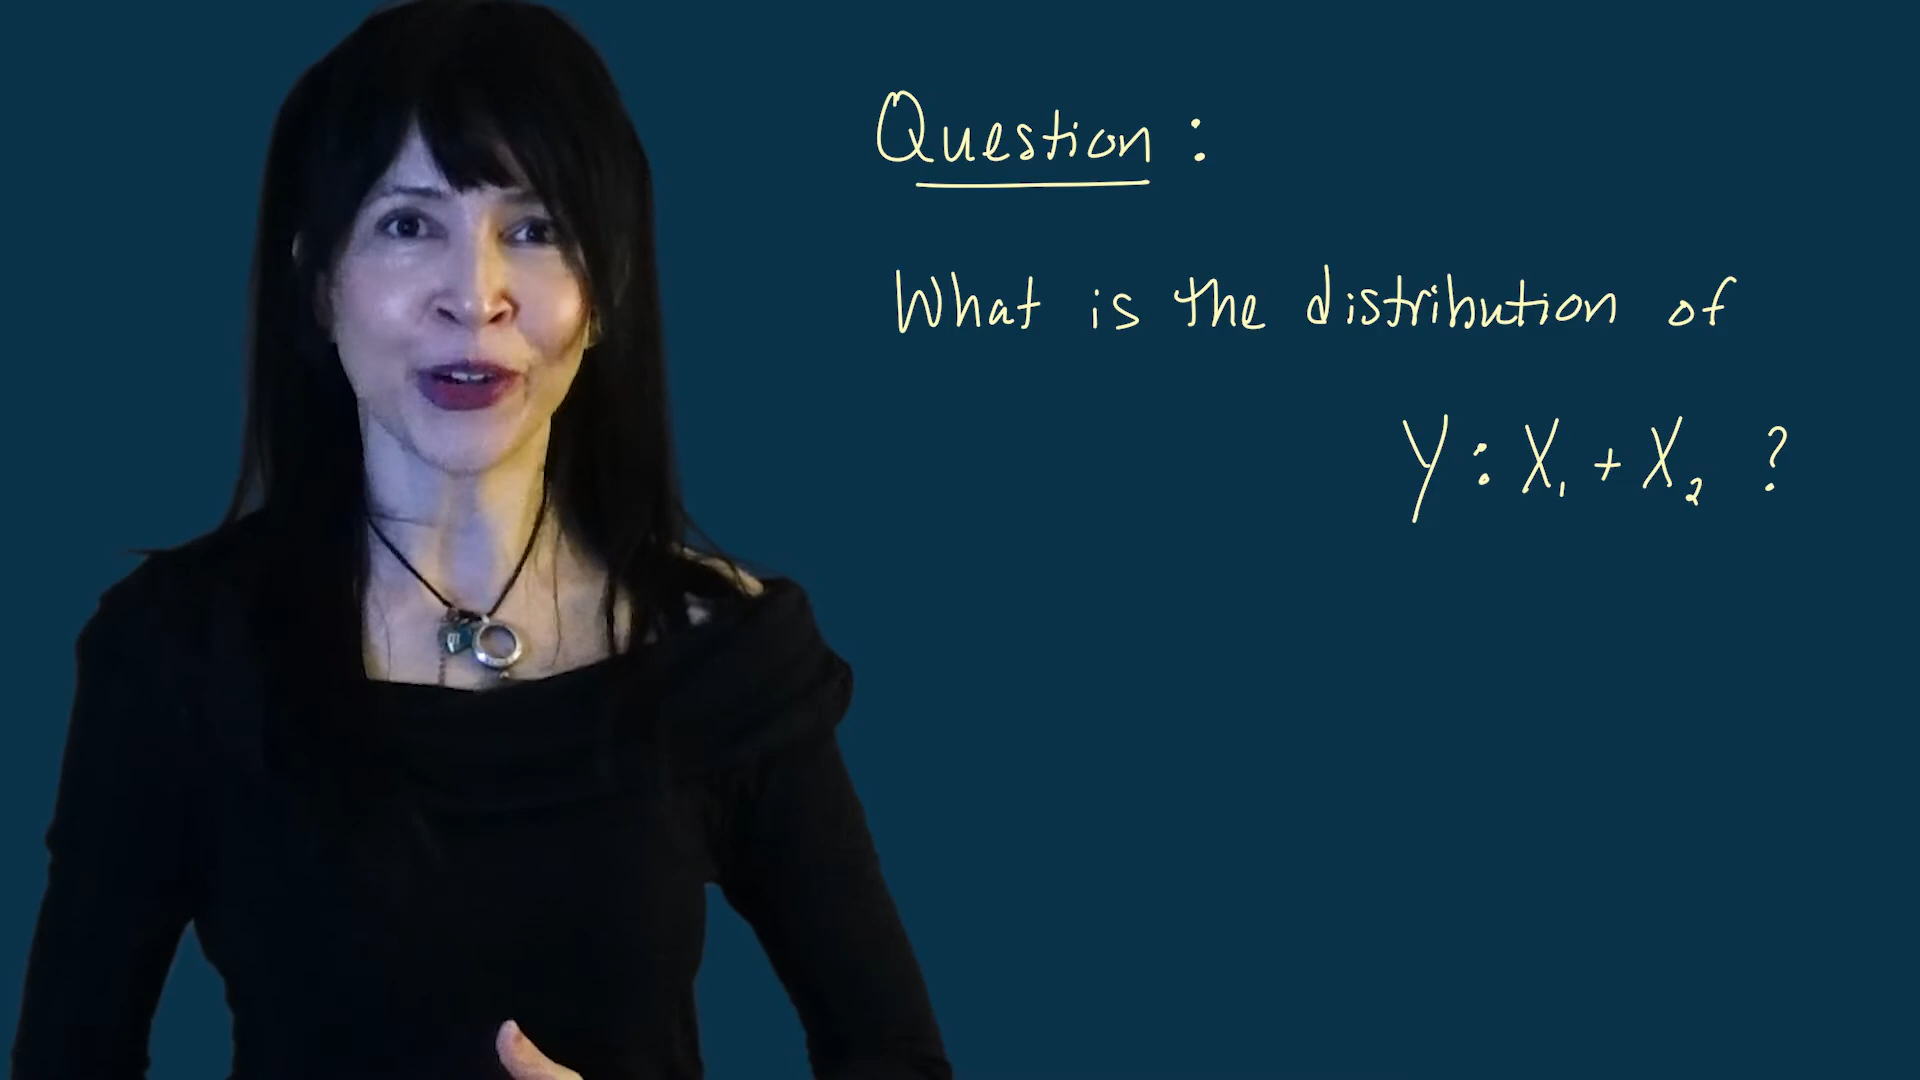 Question:
What is the distribution of
Y: X₁ + X₂ ?